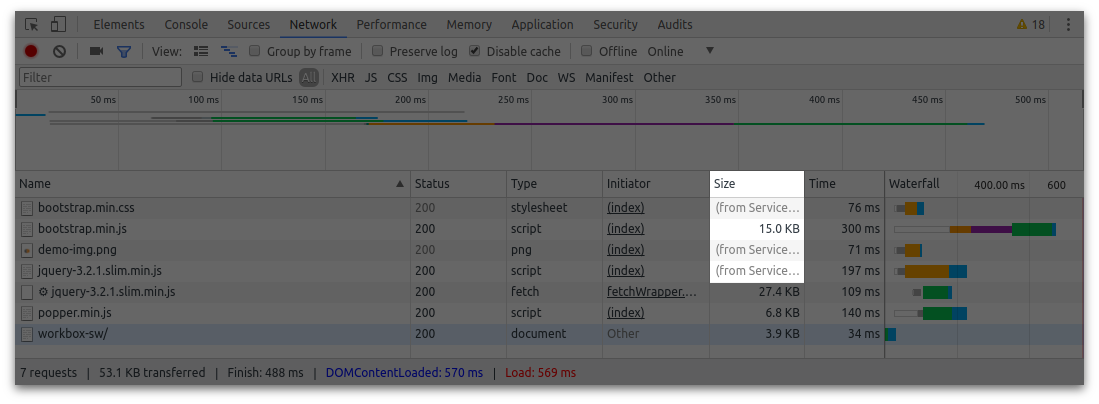 Elements Console Sources Network Performance Memory Application Security Audits 18
View: Group by frame Preserve log Disable cache Offline Online
Filter Hide data URLs All XHR JS CSS Img Media Font Doc WS Manifest Other
50 ms 100 ms 150 ms 200 ms 250 ms 300 ms 350 ms 400 ms 450 ms 500 ms
Name Status Type Initiator Size Time Waterfall 400.00 ms 600
bootstrap.min.css 200 stylesheet (index) (from Service… 76 ms
bootstrap.min.js 200 script (index) 15.0 KB 300 ms
demo-img.png 200 png (index) (from Service… 71 ms
jquery-3.2.1.slim.min.js 200 script (index) (from Service… 197 ms
jquery-3.2.1.slim.min.js 200 fetch fetchWrapper.… 27.4 KB 109 ms
popper.min.js 200 script (index) 6.8 KB 140 ms
workbox-sw/ 200 document Other 3.9 KB 34 ms
7 requests | 53.1 KB transferred | Finish: 488 ms | DOMContentLoaded: 570 ms | Load: 569 ms